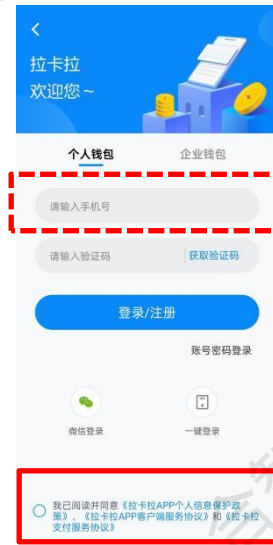 拉卡拉
欢迎您~
个人钱包 企业钱包
请输入手机号
请输入验证码 获取验证码
登录/注册
账号密码登录
微信登录 一键登录
我已阅读并同意《拉卡拉APP个人信息保护政
策》、《拉卡拉APP客户端服务协议》和《拉卡拉
支付服务协议》